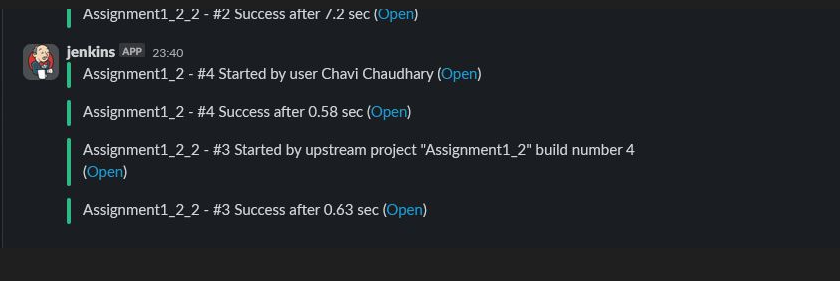 Assignment1_2_2 - #2 Success after 7.2 sec (Open)
jenkins APP 23:40
Assignment1_2 - #4 Started by user Chavi Chaudhary (Open)
Assignment1_2 - #4 Success after 0.58 sec (Open)
Assignment1_2_2 - #3 Started by upstream project "Assignment1_2" build number 4
(Open)
Assignment1_2_2 - #3 Success after 0.63 sec (Open)